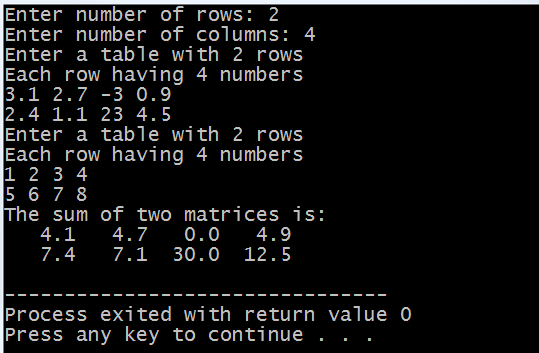 Enter number of rows: 2
Enter number of columns: 4
Enter a table with 2 rows
Each row having 4 numbers
3.1 2.7 -3 0.9
2.4 1.1 23 4.5
Enter a table with 2 rows
Each row having 4 numbers
1 2 3 4
5 6 7 8
The sum of two matrices is:
   4.1   4.7   0.0   4.9
   7.4   7.1  30.0  12.5
--------------------------------
Process exited with return value 0
Press any key to continue . . .